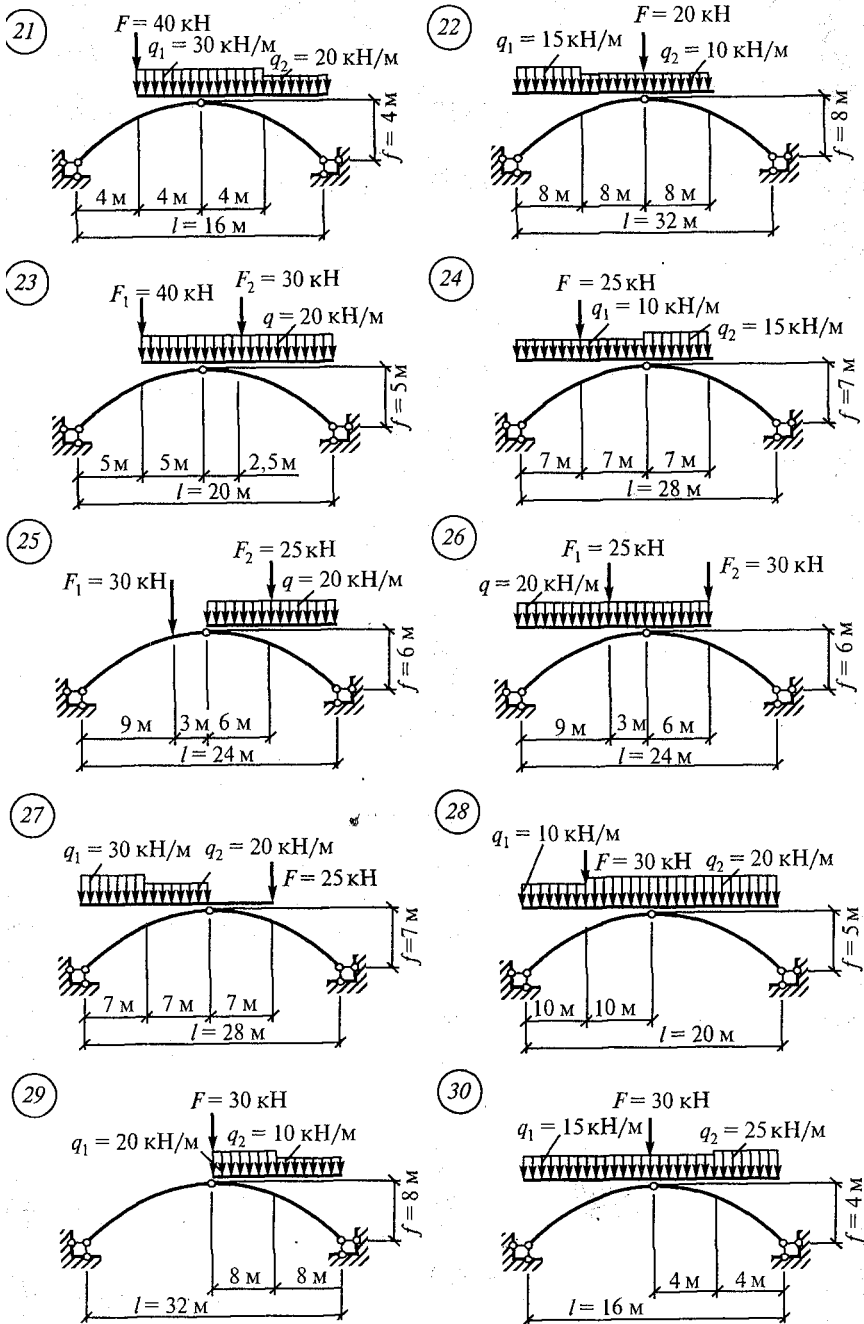 21
F = 40 кН
q₁ = 30 кН/м
q₂ = 20 кН/м
f = 4 м
4 м 4 м 4 м
l = 16 м
22
F = 20 кН
q₁ = 15 кН/м
q₂ = 10 кН/м
f = 8 м
8 м 8 м 8 м
l = 32 м
23
F₁ = 40 кН
F₂ = 30 кН
q = 20 кН/м
f = 5 м
5 м 5 м 2,5 м
l = 20 м
24
F = 25 кН
q₁ = 10 кН/м
q₂ = 15 кН/м
f = 7 м
7 м 7 м 7 м
l = 28 м
25
F₂ = 25 кН
F₁ = 30 кН
q = 20 кН/м
f = 6 м
9 м 3 м 6 м
l = 24 м
26
F₁ = 25 кН
F₂ = 30 кН
q = 20 кН/м
f = 6 м
9 м 3 м 6 м
l = 24 м
27
q₁ = 30 кН/м q₂ = 20 кН/м
F = 25 кН
f = 7 м
7 м 7 м 7 м
l = 28 м
28
q₁ = 10 кН/м
F = 30 кН q₂ = 20 кН/м
f = 5 м
10 м 10 м
l = 20 м
29
F = 30 кН
q₁ = 20 кН/м q₂ = 10 кН/м
f = 8 м
8 м 8 м
l = 32 м
30
F = 30 кН
q₁ = 15 кН/м q₂ = 25 кН/м
f = 4 м
4 м 4 м
l = 16 м